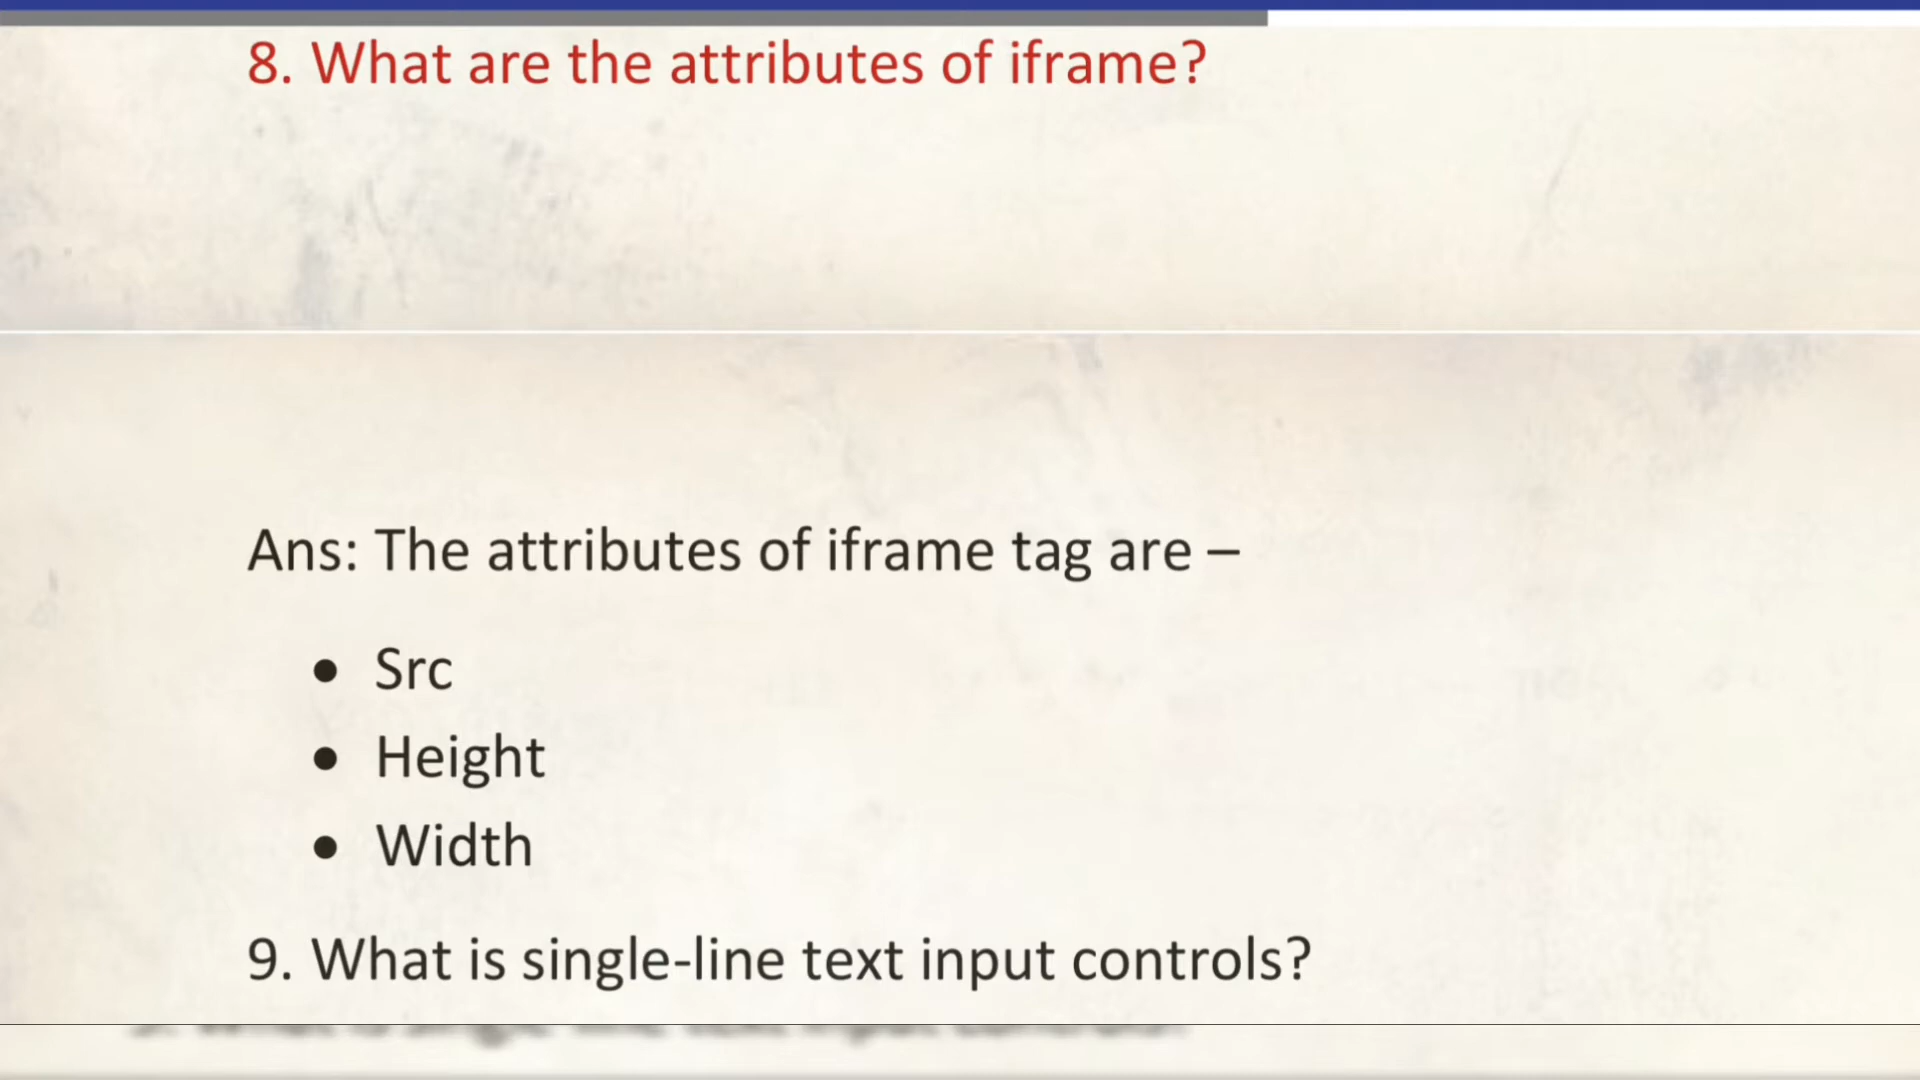 8. What are the attributes of iframe?
Ans: The attributes of iframe tag are –
• Src
• Height
• Width
9. What is single-line text input controls?